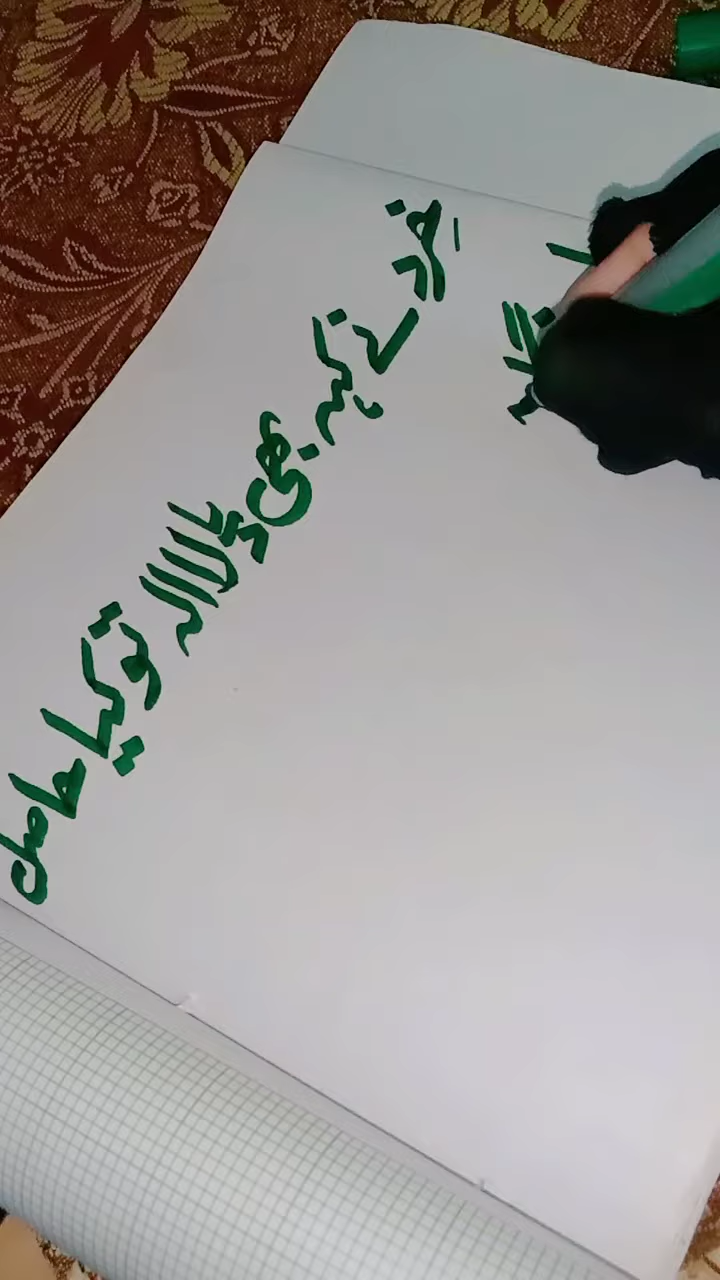 خرد نے کہہ بھی دیا لاالہ تو کیا حاصل